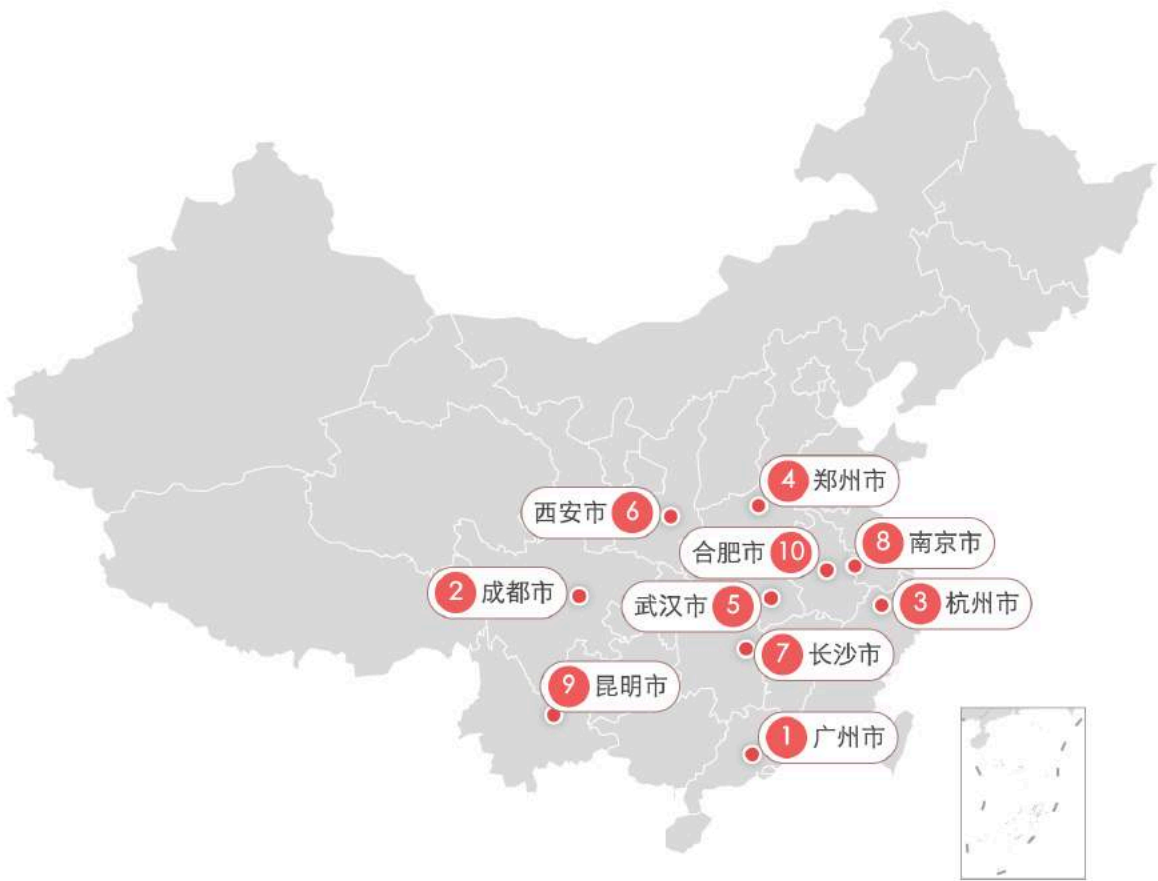 4 郑州市
西安市 6
8 南京市
合肥市 10
2 成都市
武汉市 5
3 杭州市
7 长沙市
9 昆明市
1 广州市